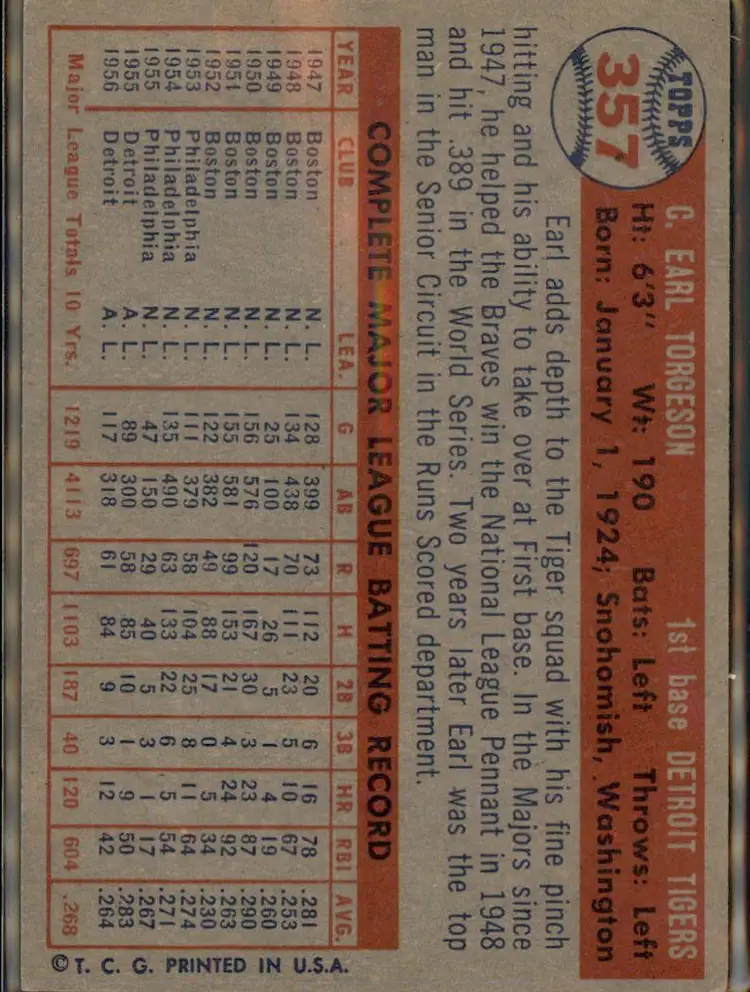 TOPPS
357
C. EARL TORGESON 1st base DETROIT TIGERS
Ht: 6'3" Wt: 190 Bats: Left Throws: Left
Born: January 1, 1924; Snohomish, Washington
Earl adds depth to the Tiger squad with his fine pinch
hitting and his ability to take over at First base. In the Majors since
1947, he helped the Braves win the National League Pennant in 1948
and hit .389 in the World Series. Two years later Earl was the top
man in the Senior Circuit in the Runs Scored department.
COMPLETE MAJOR LEAGUE BATTING RECORD
YEAR CLUB LEA. G AB R H 2B 3B HR RBI AVG.
1947 Boston N. L. 128 399 73 112 20 6 16 78 .281
1948 Boston N. L. 134 438 70 111 23 5 10 67 .253
1949 Boston N. L. 25 100 17 26 5 1 4 19 .260
1950 Boston N. L. 156 576 120 167 30 3 23 87 .290
1951 Boston N. L. 155 581 99 153 21 4 24 92 .263
1952 Boston N. L. 122 382 49 88 17 0 5 34 .230
1953 Philadelphia N. L. 111 379 58 104 25 8 11 64 .274
1954 Philadelphia N. L. 135 490 63 133 22 6 5 54 .271
1955 Philadelphia N. L. 47 150 29 40 5 3 1 17 .267
1955 Detroit A. L. 89 300 58 85 10 1 9 50 .283
1956 Detroit A. L. 117 318 61 84 9 3 12 42 .264
Major League Totals 10 Yrs. 1219 4113 697 1103 187 40 120 604 .268
© T. C. G. PRINTED IN U.S.A.